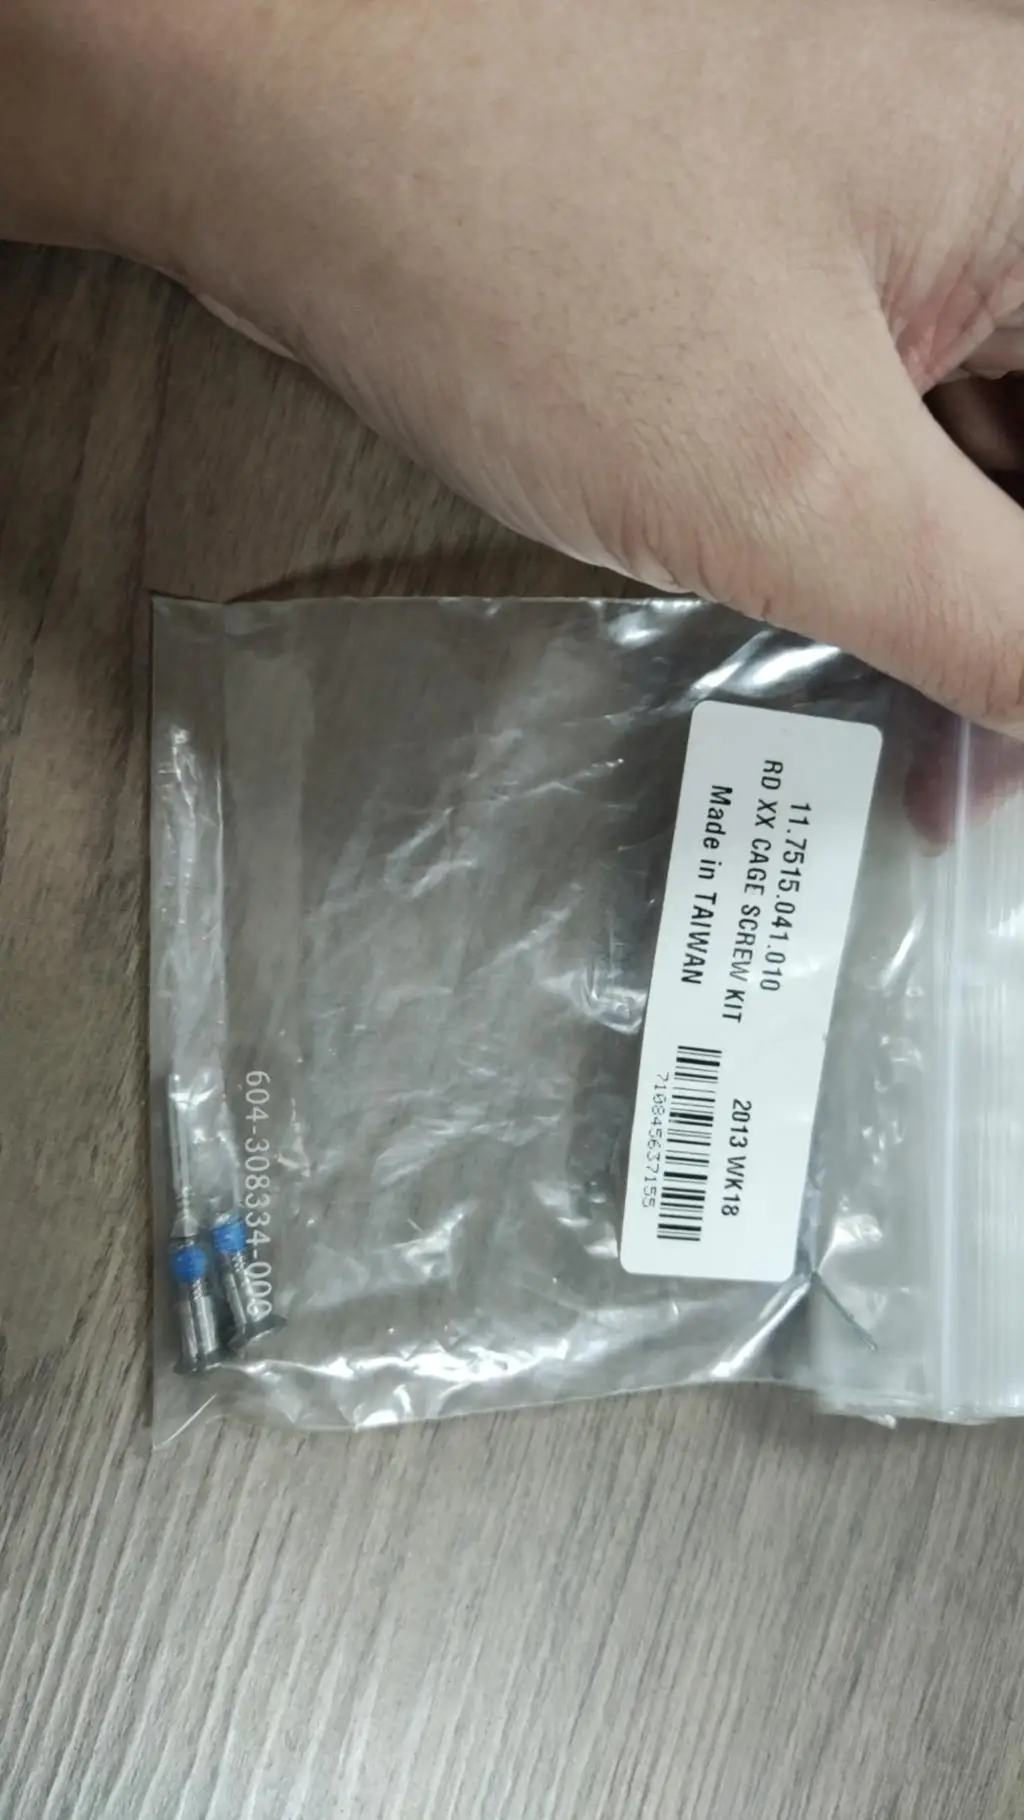 11.7515.041.010
RD XX CAGE SCREW KIT
Made in TAIWAN
2013 WK18
710845637155
604-308334-000